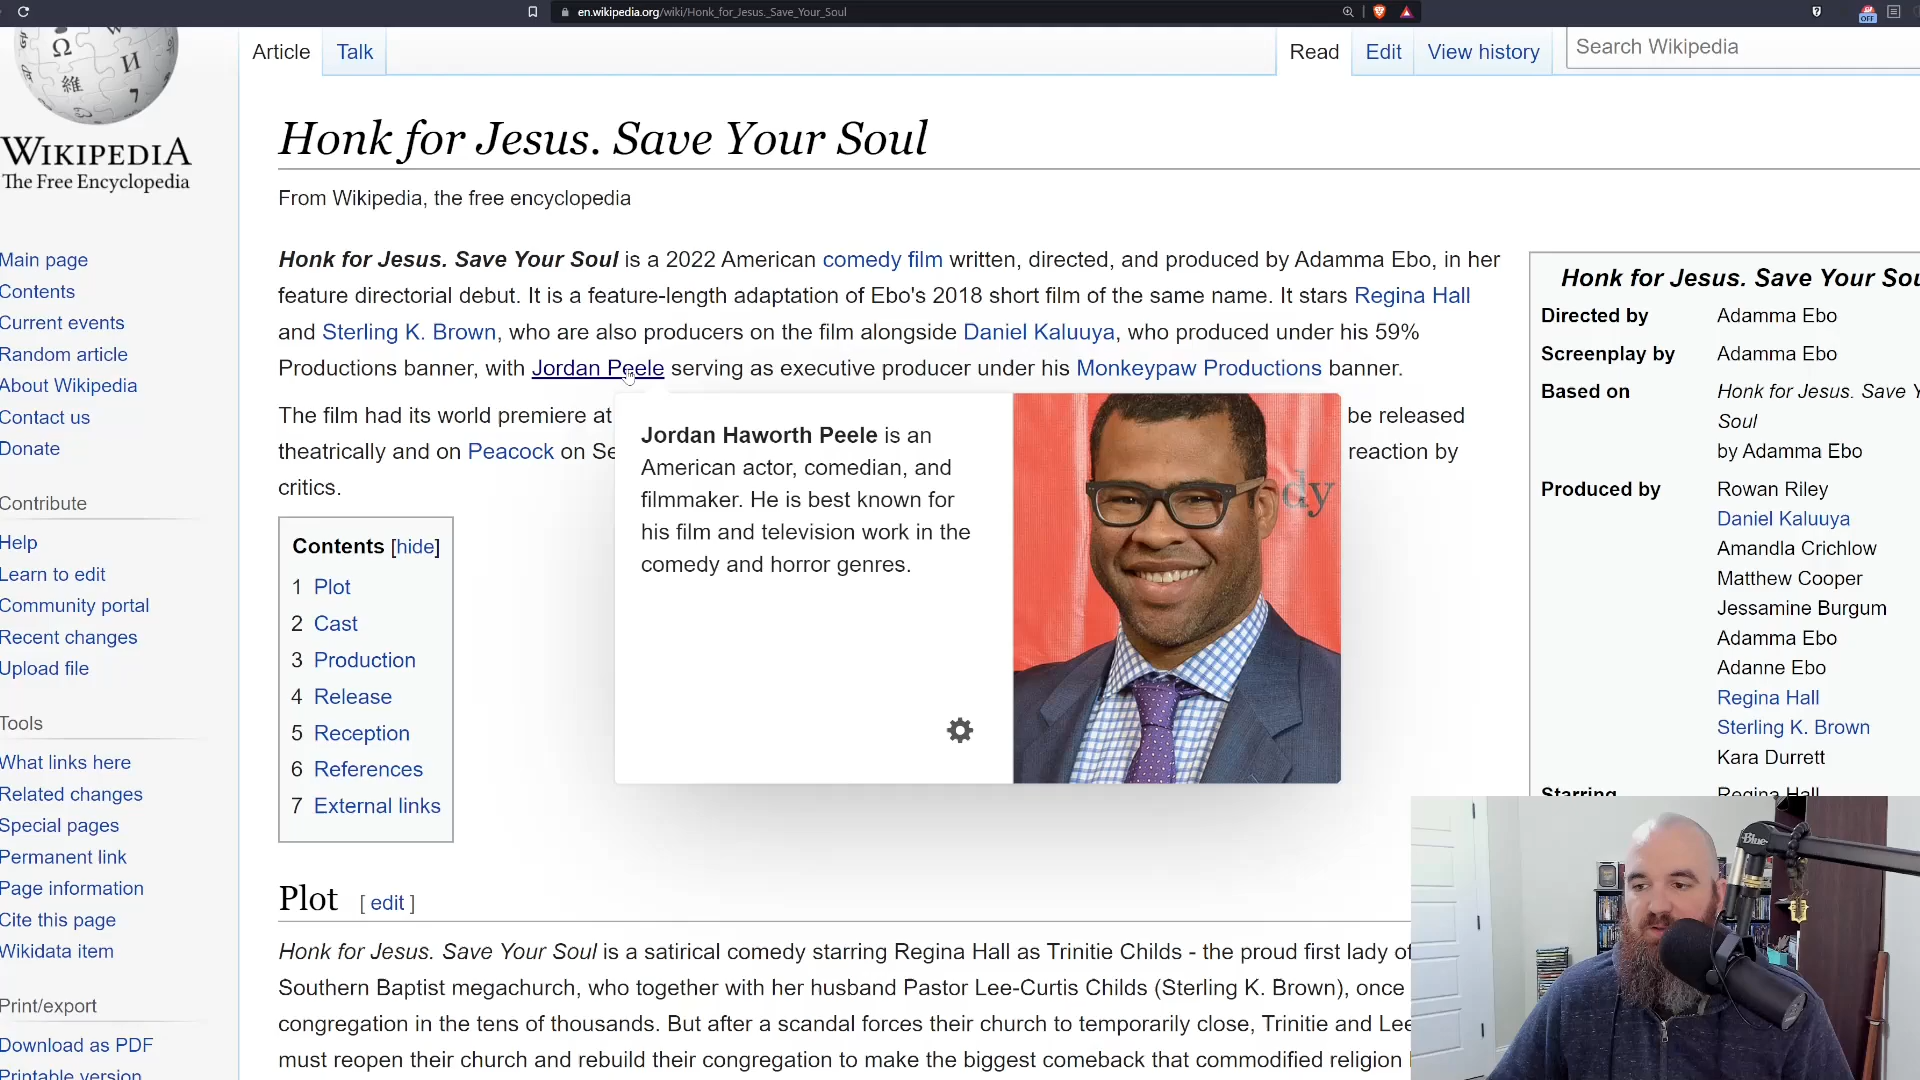 en.wikipedia.org/wiki/Honk_for_Jesus._Save_Your_Soul
OFF
WIKIPEDIA
The Free Encyclopedia
Main page
Contents
Current events
Random article
About Wikipedia
Contact us
Donate
Contribute
Help
Learn to edit
Community portal
Recent changes
Upload file
Tools
What links here
Related changes
Special pages
Permanent link
Page information
Cite this page
Wikidata item
Print/export
Download as PDF
Printable version
Article Talk Read Edit View history Search Wikipedia
Honk for Jesus. Save Your Soul
From Wikipedia, the free encyclopedia
Honk for Jesus. Save Your Soul is a 2022 American comedy film written, directed, and produced by Adamma Ebo, in her
feature directorial debut. It is a feature-length adaptation of Ebo's 2018 short film of the same name. It stars Regina Hall
and Sterling K. Brown, who are also producers on the film alongside Daniel Kaluuya, who produced under his 59%
Productions banner, with Jordan Peele serving as executive producer under his Monkeypaw Productions banner.
The film had its world premiere at be released
theatrically and on Peacock on Se reaction by
critics.
Jordan Haworth Peele is an
American actor, comedian, and
filmmaker. He is best known for
his film and television work in the
comedy and horror genres.
dy
Contents [hide]
1 Plot
2 Cast
3 Production
4 Release
5 Reception
6 References
7 External links
Plot [ edit ]
Honk for Jesus. Save Your Soul is a satirical comedy starring Regina Hall as Trinitie Childs - the proud first lady of
Southern Baptist megachurch, who together with her husband Pastor Lee-Curtis Childs (Sterling K. Brown), once
congregation in the tens of thousands. But after a scandal forces their church to temporarily close, Trinitie and Lee
must reopen their church and rebuild their congregation to make the biggest comeback that commodified religion
Honk for Jesus. Save Your Sou
Directed by Adamma Ebo
Screenplay by Adamma Ebo
Based on Honk for Jesus. Save Y
Soul
by Adamma Ebo
Produced by Rowan Riley
Daniel Kaluuya
Amandla Crichlow
Matthew Cooper
Jessamine Burgum
Adamma Ebo
Adanne Ebo
Regina Hall
Sterling K. Brown
Kara Durrett
Starring Regina Hall
Blue